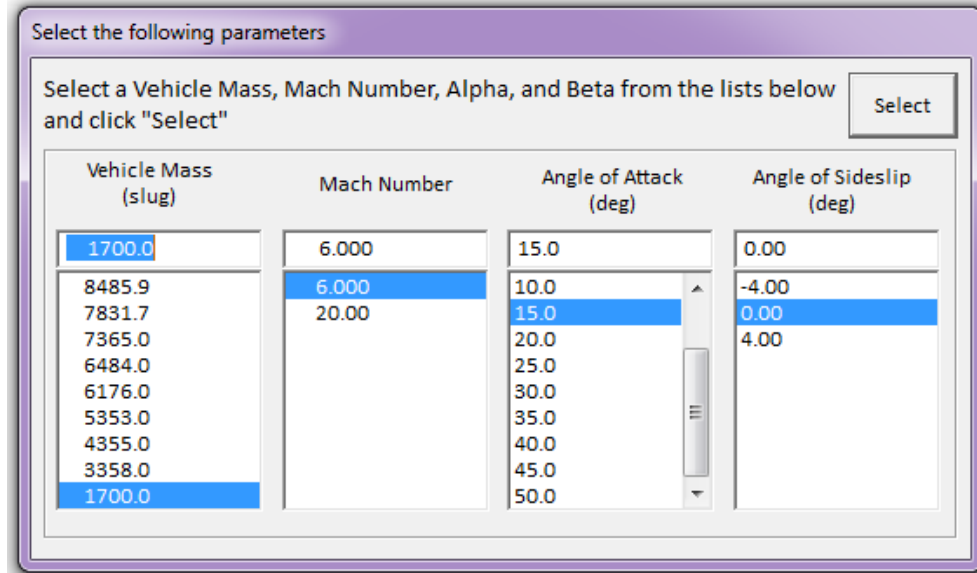 Select the following parameters
Select a Vehicle Mass, Mach Number, Alpha, and Beta from the lists below
and click "Select"
Select
Vehicle Mass
(slug)
Mach Number
Angle of Attack
(deg)
Angle of Sideslip
(deg)
1700.0
6.000
15.0
0.00
8485.9
7831.7
7365.0
6484.0
6176.0
5353.0
4355.0
3358.0
1700.0
6.000
20.00
10.0
15.0
20.0
25.0
30.0
35.0
40.0
45.0
50.0
-4.00
0.00
4.00